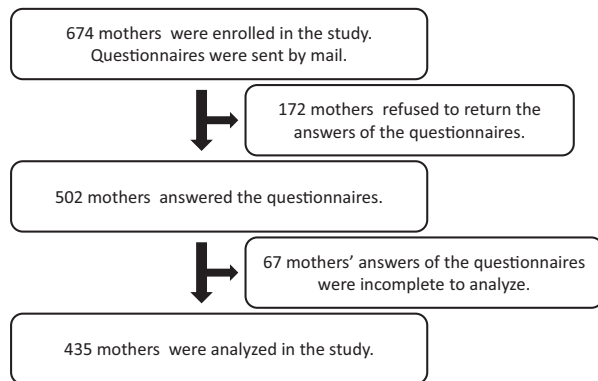 674 mothers were enrolled in the study.
Questionnaires were sent by mail.
172 mothers refused to return the
answers of the questionnaires.
502 mothers answered the questionnaires.
67 mothers’ answers of the questionnaires
were incomplete to analyze.
435 mothers were analyzed in the study.